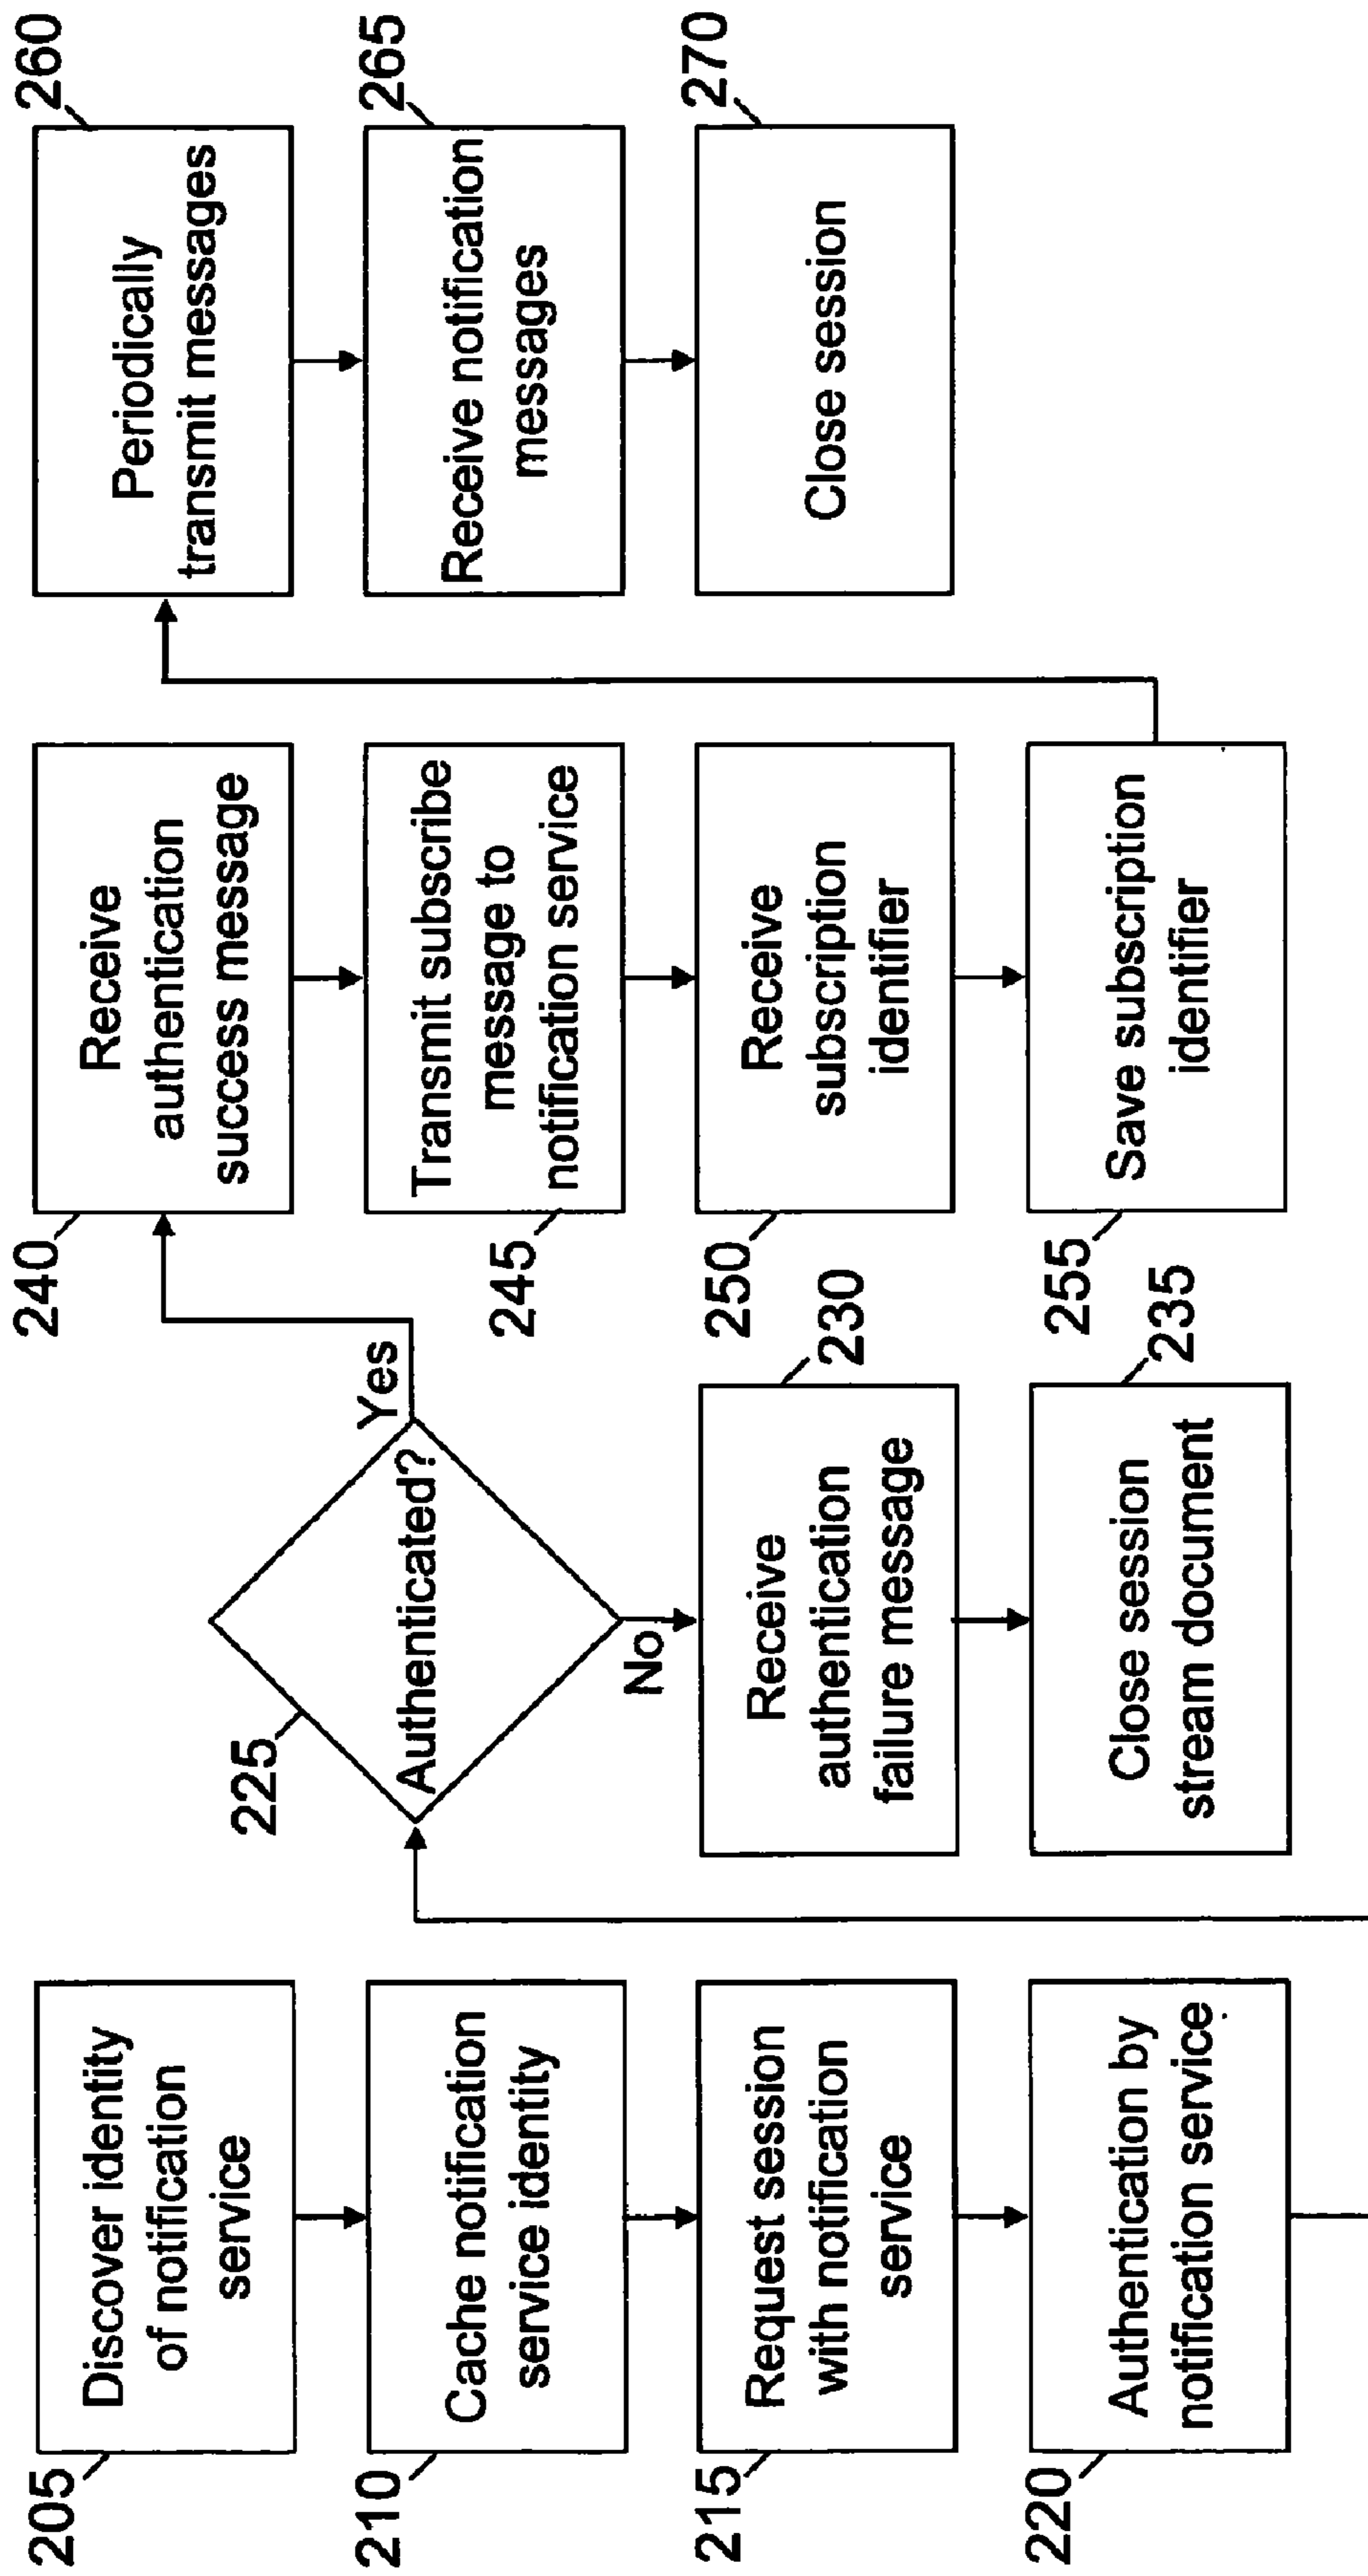 205
Discover identity
of notification
service
210
Cache notification
service identity
215
Request session
with notification
service
220
Authentication by
notification service
225
Authenticated?
Yes
No
230
Receive
authentication
failure message
235
Close session
stream document
240
Receive
authentication
success message
245
Transmit subscribe
message to
notification service
250
Receive
subscription
identifier
255
Save subscription
identifier
260
Periodically
transmit messages
265
Receive notification
messages
270
Close session